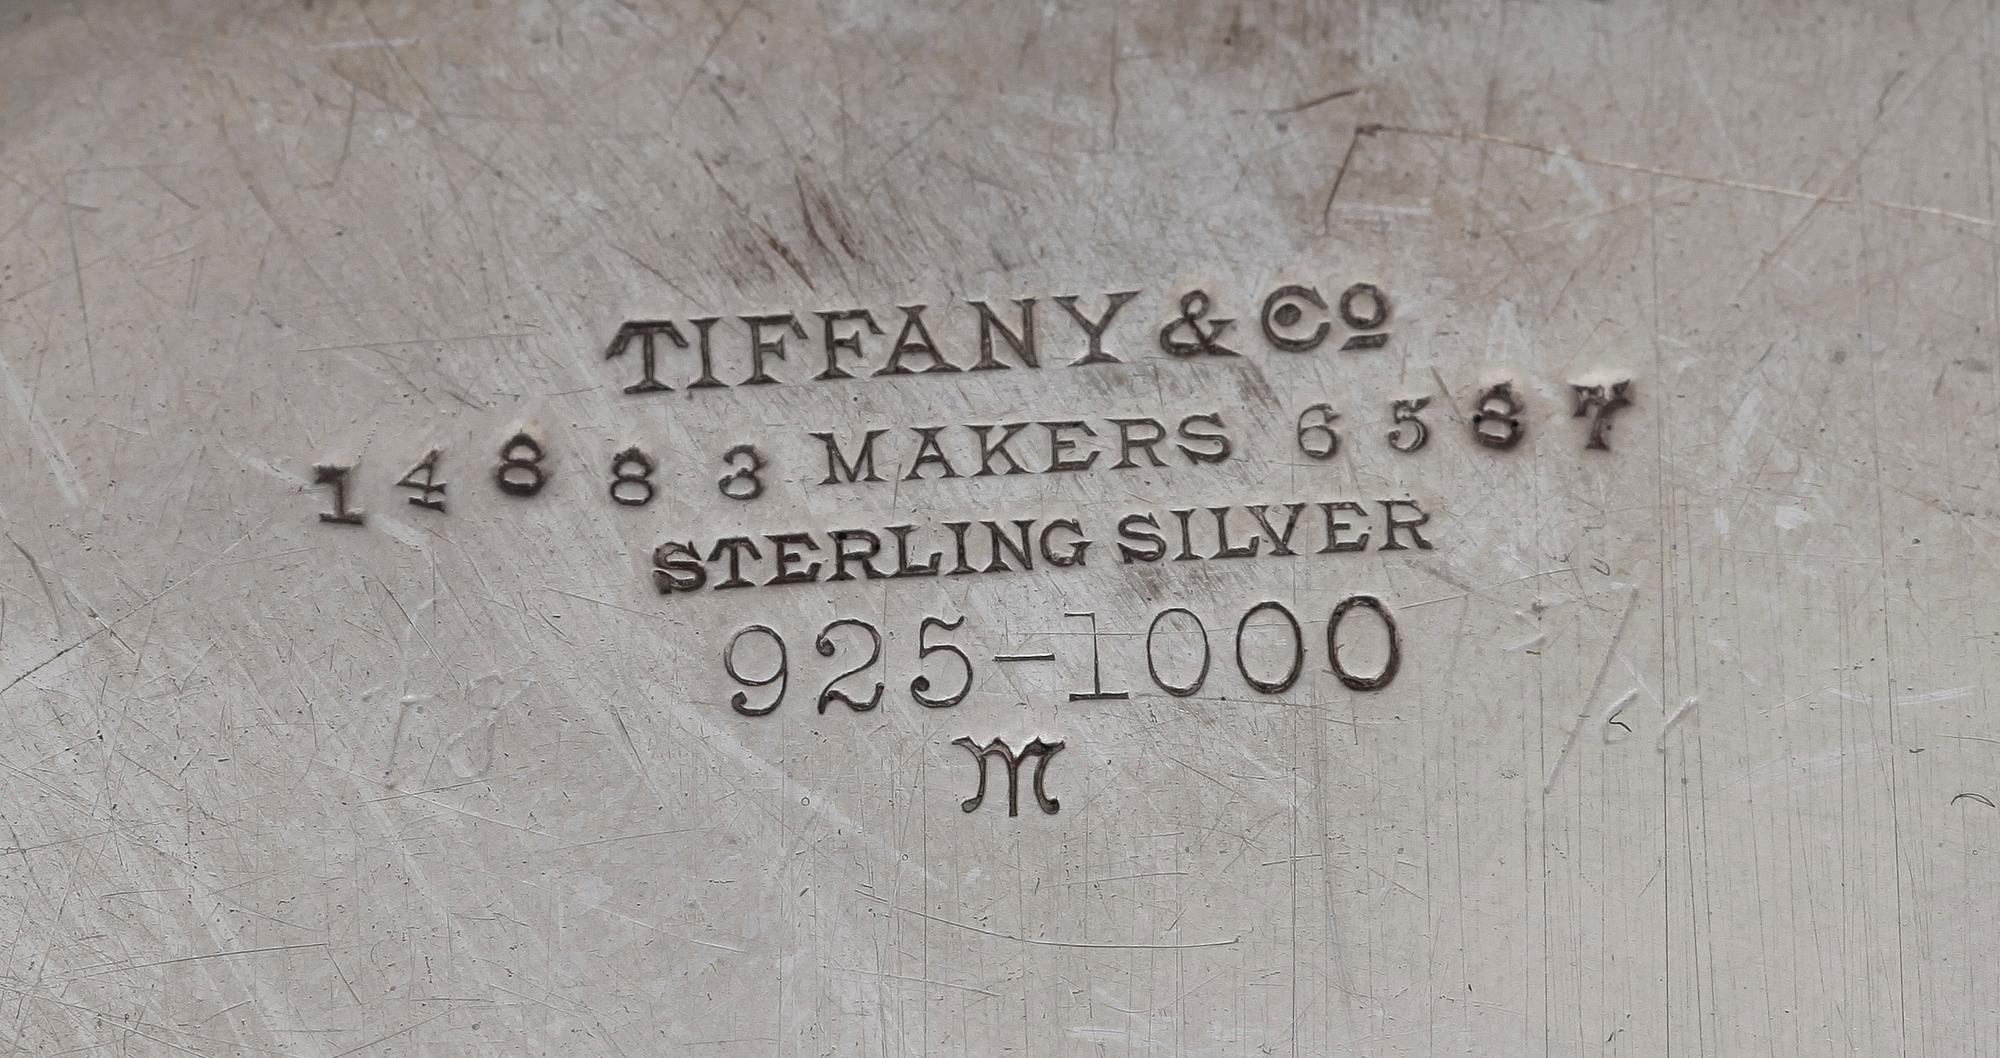 TIFFANY & Co
14883 MAKERS 6587
STERLING SILVER
925-1000
M